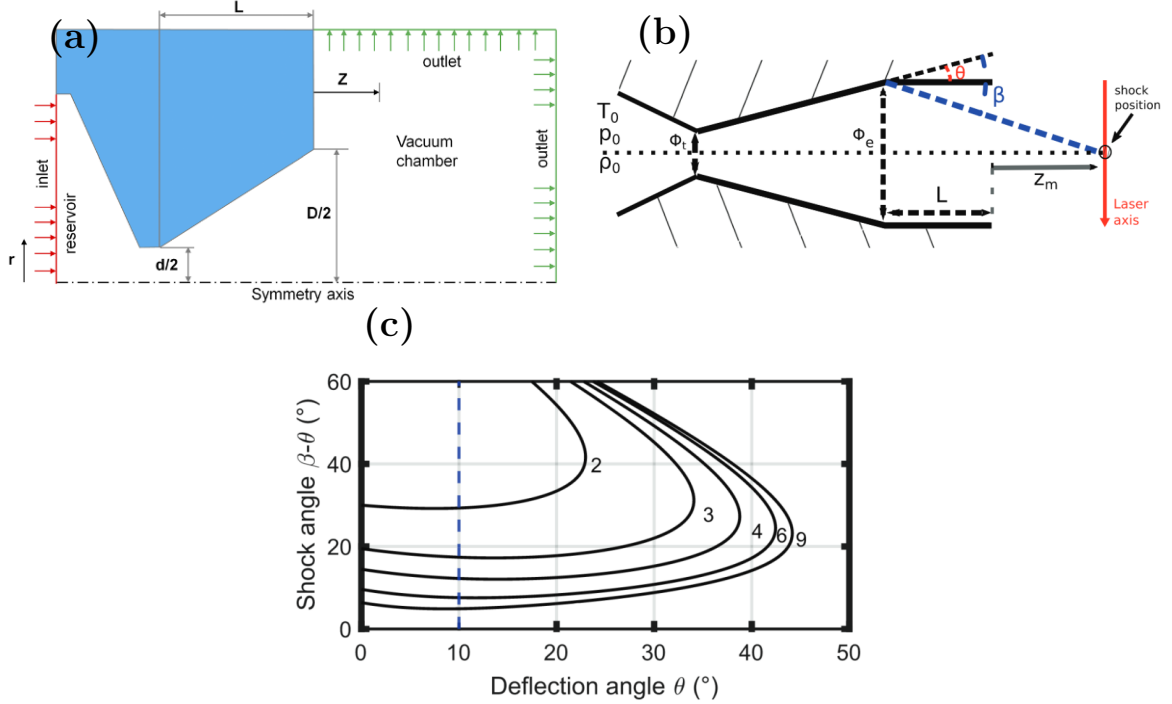 (a)
L
outlet
Z
Vacuum
chamber
inlet
reservoir
outlet
D/2
d/2
r
Symmetry axis
(b)
θ
β
shock
position
T₀
p₀
ρ₀
Φₜ
Φₑ
L
Zₘ
Laser
axis
(c)
Shock angle β-θ (°)
60
40
20
0
2
3
4
6
9
0
10
20
30
40
50
Deflection angle θ (°)